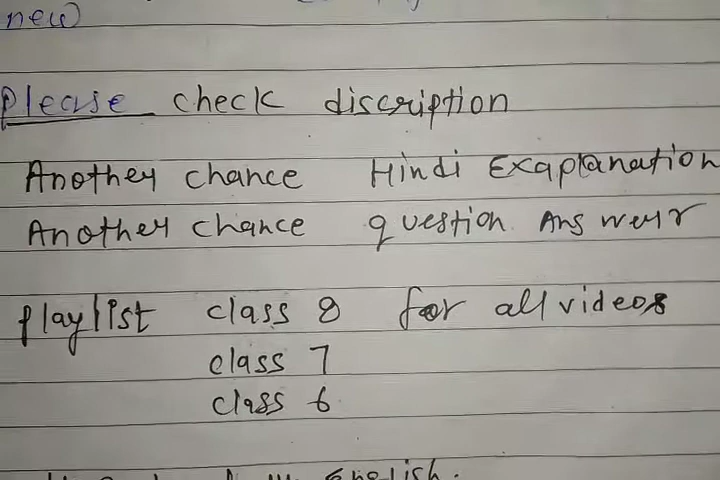 new
Please check discription
Another chance Hindi Exaplanation
Another chance question Answer
playlist class 8 for all videos
class 7
class 6
English.